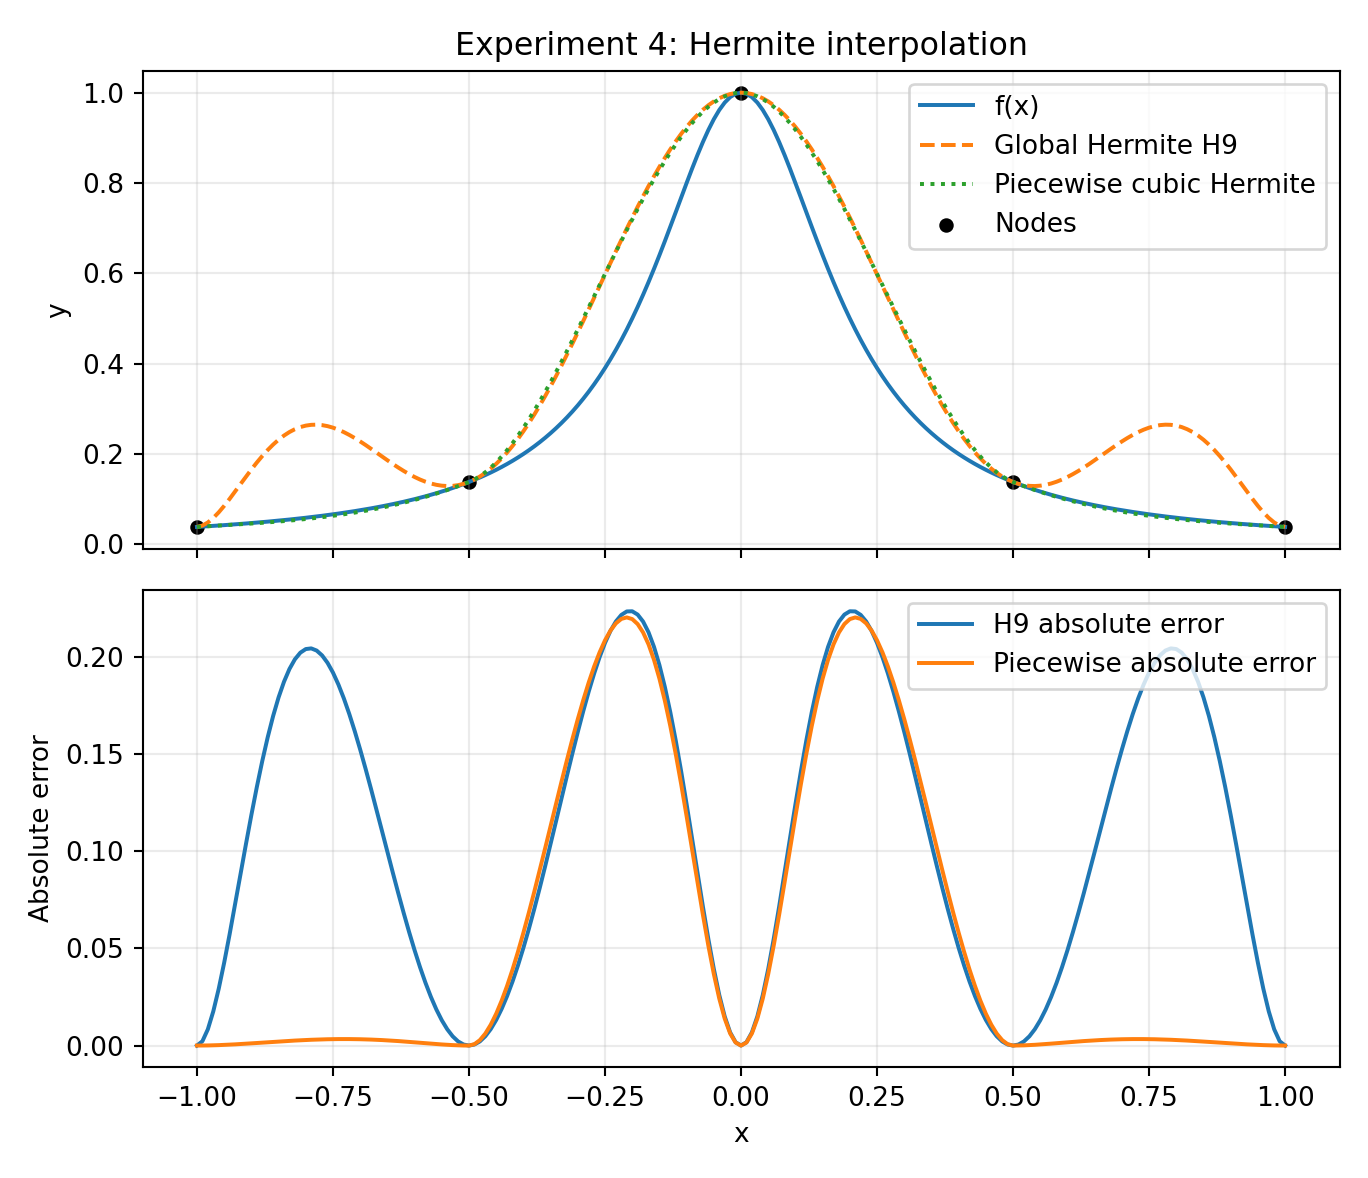 Experiment 4: Hermite interpolation
y
1.0
0.8
0.6
0.4
0.2
0.0
f(x)
Global Hermite H9
Piecewise cubic Hermite
Nodes
Absolute error
0.20
0.15
0.10
0.05
0.00
H9 absolute error
Piecewise absolute error
−1.00 −0.75 −0.50 −0.25 0.00 0.25 0.50 0.75 1.00
x